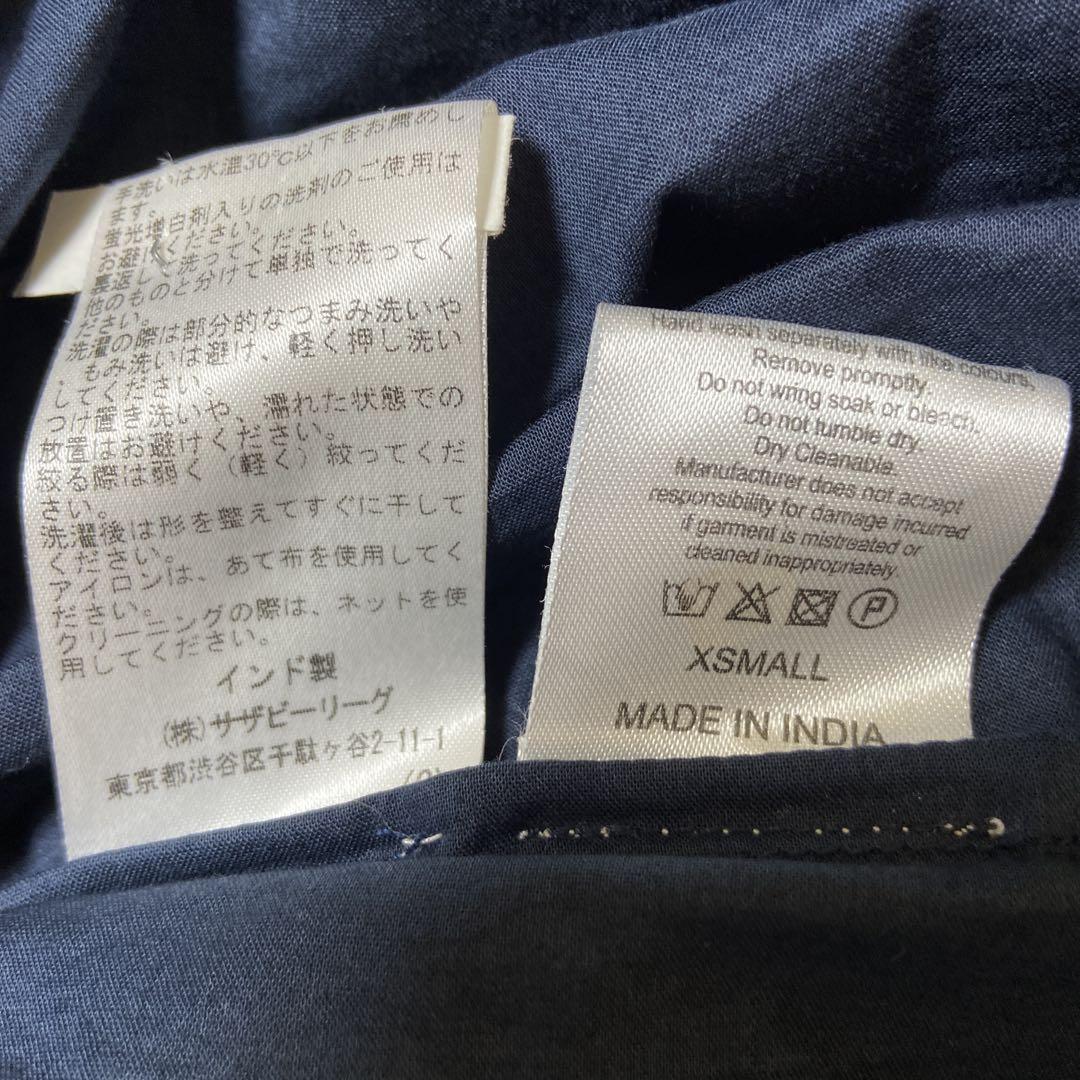 手洗いは水温30℃以下をお薦めし
ます。
蛍光増白剤入りの洗剤のご使用は
お避けください。
裏返しで洗ってください。
他のものと分けて単独で洗ってく
ださい。
洗濯の際は部分的なつまみ洗いや
もみ洗いは避け、軽く押し洗い
してください。
つけ置き洗いや、濡れた状態での
放置はお避けください。
絞る際は弱く（軽く）絞ってくだ
さい。
洗濯後は形を整えてすぐに干して
ください。
アイロンは、あて布を使用してく
ださい。
クリーニングの際は、ネットを使
用してください。
インド製
(株)サザビーリーグ
東京都渋谷区千駄ヶ谷2-11-1
Hand wash separately with like colours.
Remove promptly.
Do not wring soak or bleach.
Do not tumble dry.
Dry Cleanable.
Manufacturer does not accept
responsibility for damage incurred
if garment is mistreated or
cleaned inappropriately.
P
XSMALL
MADE IN INDIA